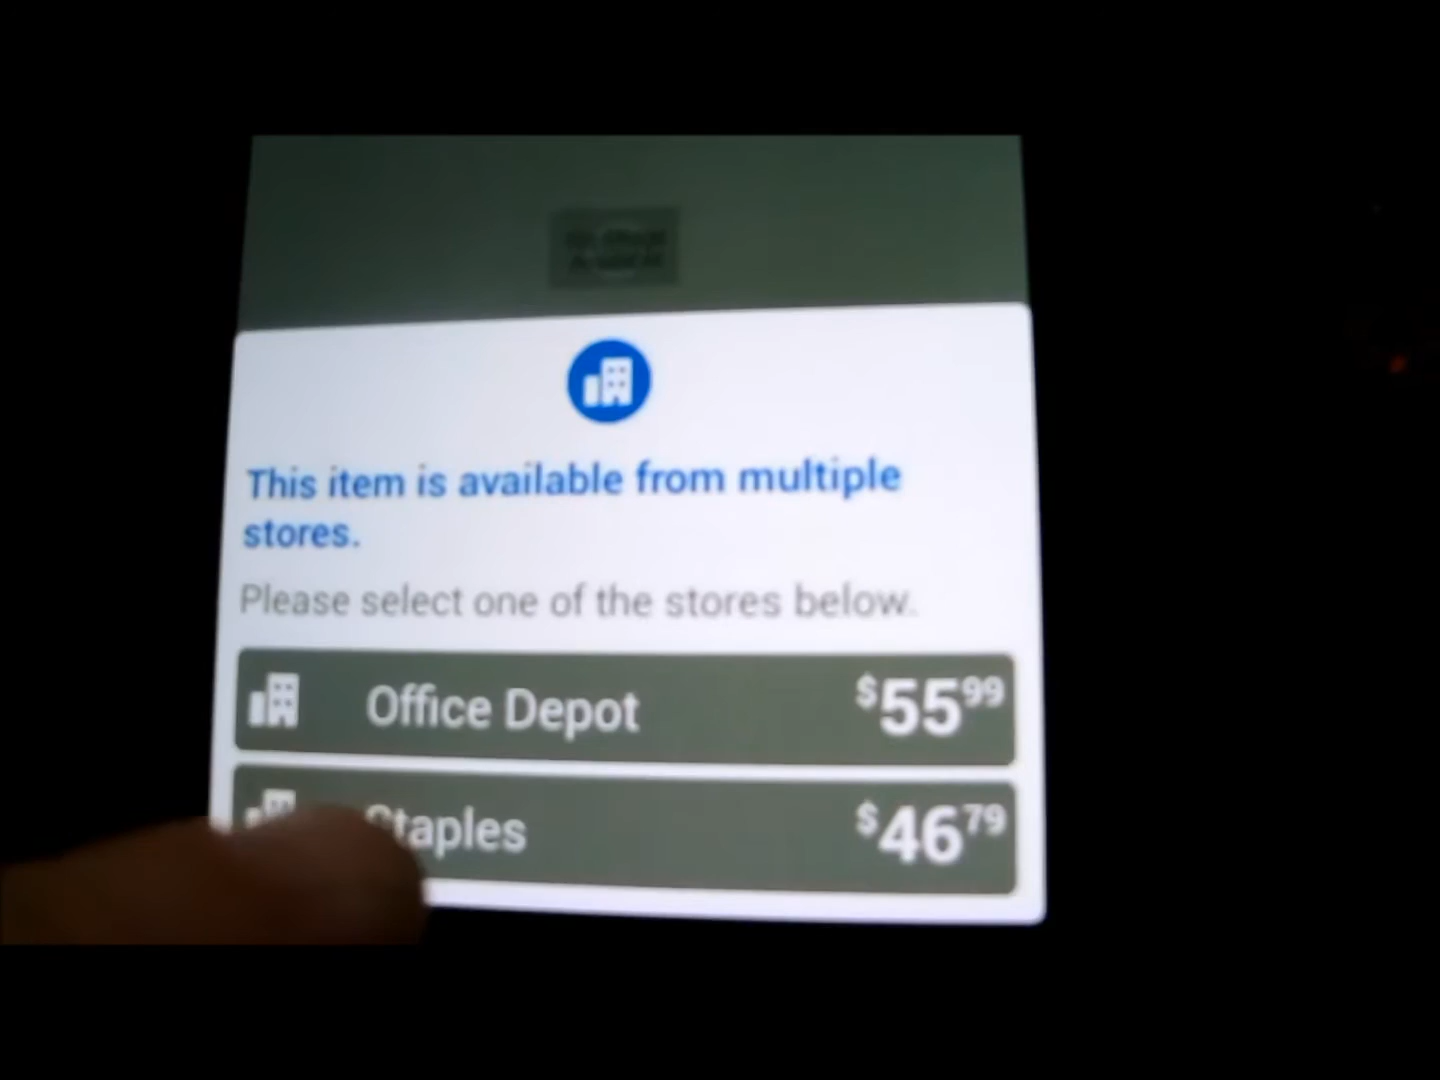 This item is available from multiple
stores.
Please select one of the stores below.
Office Depot $55.99
Staples $46.79